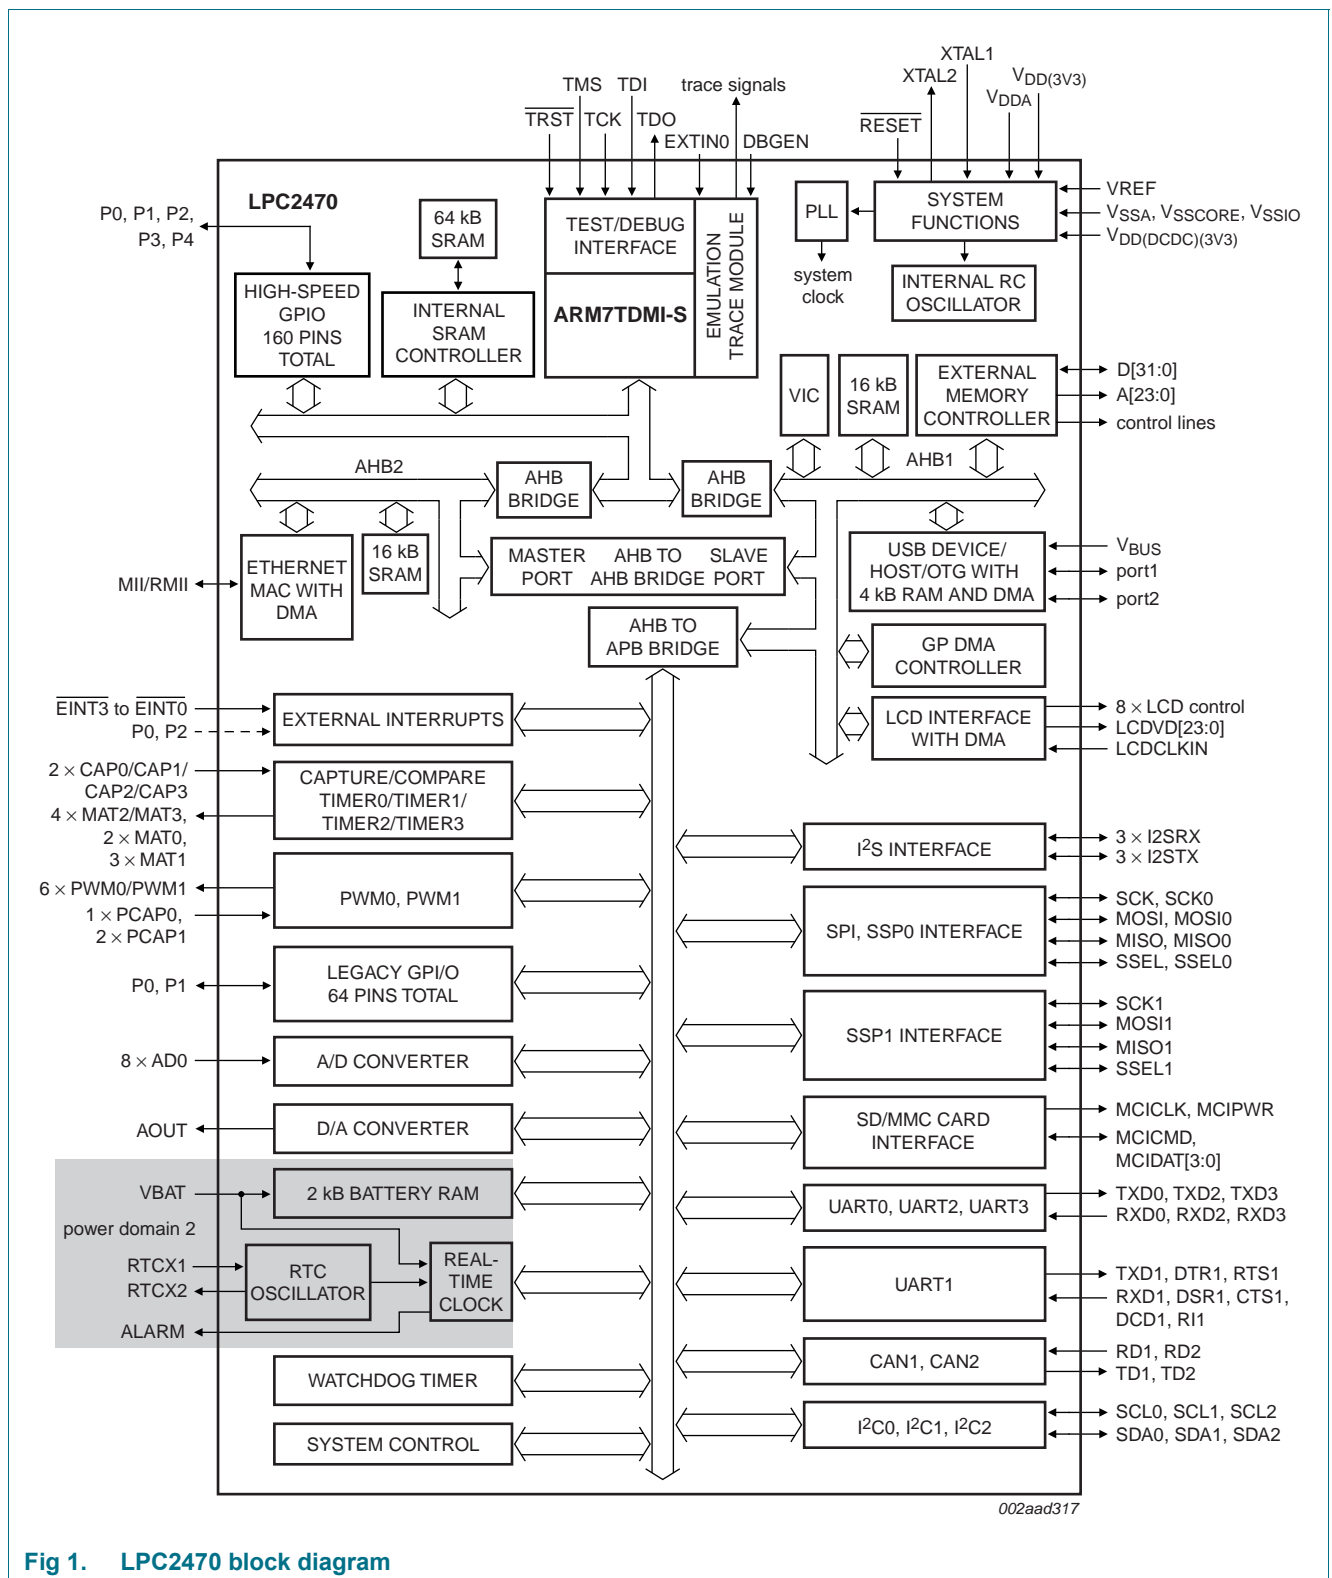 XTAL1
XTAL2
VDD(3V3)
VDDA
TMS
TDI
trace signals
TRST
TCK
TDO
EXTIN0
DBGEN
RESET
LPC2470
P0, P1, P2,
P3, P4
64 kB
SRAM
TEST/DEBUG
INTERFACE
EMULATION
TRACE MODULE
PLL
SYSTEM
FUNCTIONS
VREF
VSSA, VSSCORE, VSSIO
VDD(DCDC)(3V3)
system
clock
HIGH-SPEED
GPIO
160 PINS
TOTAL
INTERNAL
SRAM
CONTROLLER
ARM7TDMI-S
INTERNAL RC
OSCILLATOR
VIC
16 kB
SRAM
EXTERNAL
MEMORY
CONTROLLER
D[31:0]
A[23:0]
control lines
AHB2
AHB
BRIDGE
AHB
BRIDGE
AHB1
ETHERNET
MAC WITH
DMA
16 kB
SRAM
MASTER
PORT
AHB TO
AHB BRIDGE
SLAVE
PORT
USB DEVICE/
HOST/OTG WITH
4 kB RAM AND DMA
VBUS
port1
port2
MII/RMII
AHB TO
APB BRIDGE
GP DMA
CONTROLLER
EINT3 to EINT0
P0, P2
EXTERNAL INTERRUPTS
LCD INTERFACE
WITH DMA
8 × LCD control
LCDVD[23:0]
LCDCLKIN
2 × CAP0/CAP1/
CAP2/CAP3
4 × MAT2/MAT3,
2 × MAT0,
3 × MAT1
CAPTURE/COMPARE
TIMER0/TIMER1/
TIMER2/TIMER3
I2S INTERFACE
3 × I2SRX
3 × I2STX
6 × PWM0/PWM1
1 × PCAP0,
2 × PCAP1
PWM0, PWM1
SPI, SSP0 INTERFACE
SCK, SCK0
MOSI, MOSI0
MISO, MISO0
SSEL, SSEL0
P0, P1
LEGACY GPI/O
64 PINS TOTAL
SSP1 INTERFACE
SCK1
MOSI1
MISO1
SSEL1
8 × AD0
A/D CONVERTER
AOUT
D/A CONVERTER
SD/MMC CARD
INTERFACE
MCICLK, MCIPWR
MCICMD,
MCIDAT[3:0]
VBAT
2 kB BATTERY RAM
power domain 2
UART0, UART2, UART3
TXD0, TXD2, TXD3
RXD0, RXD2, RXD3
RTCX1
RTCX2
RTC
OSCILLATOR
REAL-
TIME
CLOCK
ALARM
UART1
TXD1, DTR1, RTS1
RXD1, DSR1, CTS1,
DCD1, RI1
WATCHDOG TIMER
CAN1, CAN2
RD1, RD2
TD1, TD2
SYSTEM CONTROL
I2C0, I2C1, I2C2
SCL0, SCL1, SCL2
SDA0, SDA1, SDA2
002aad317
Fig 1. LPC2470 block diagram